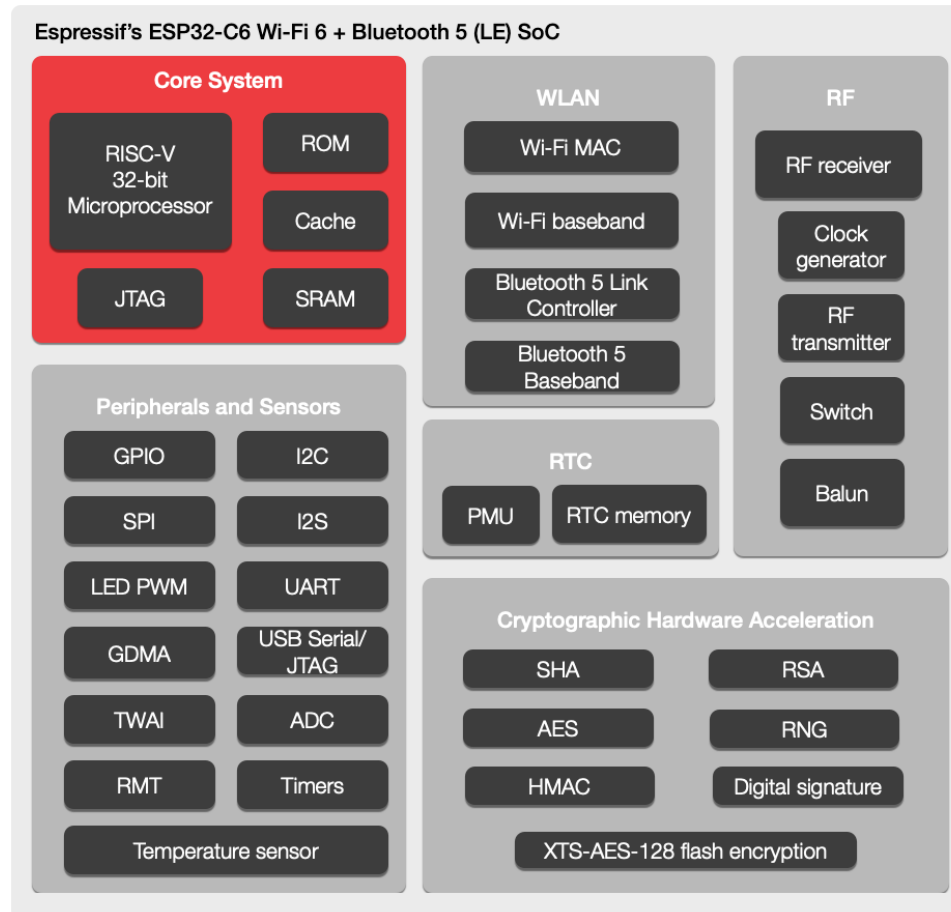 Espressif's ESP32-C6 Wi-Fi 6 + Bluetooth 5 (LE) SoC
Core System
RISC-V
32-bit
Microprocessor
ROM
Cache
JTAG
SRAM
WLAN
Wi-Fi MAC
Wi-Fi baseband
Bluetooth 5 Link
Controller
Bluetooth 5
Baseband
RF
RF receiver
Clock
generator
RF
transmitter
Switch
Balun
Peripherals and Sensors
GPIO
I2C
SPI
I2S
LED PWM
UART
GDMA
USB Serial/
JTAG
TWAI
ADC
RMT
Timers
Temperature sensor
RTC
PMU
RTC memory
Cryptographic Hardware Acceleration
SHA
RSA
AES
RNG
HMAC
Digital signature
XTS-AES-128 flash encryption